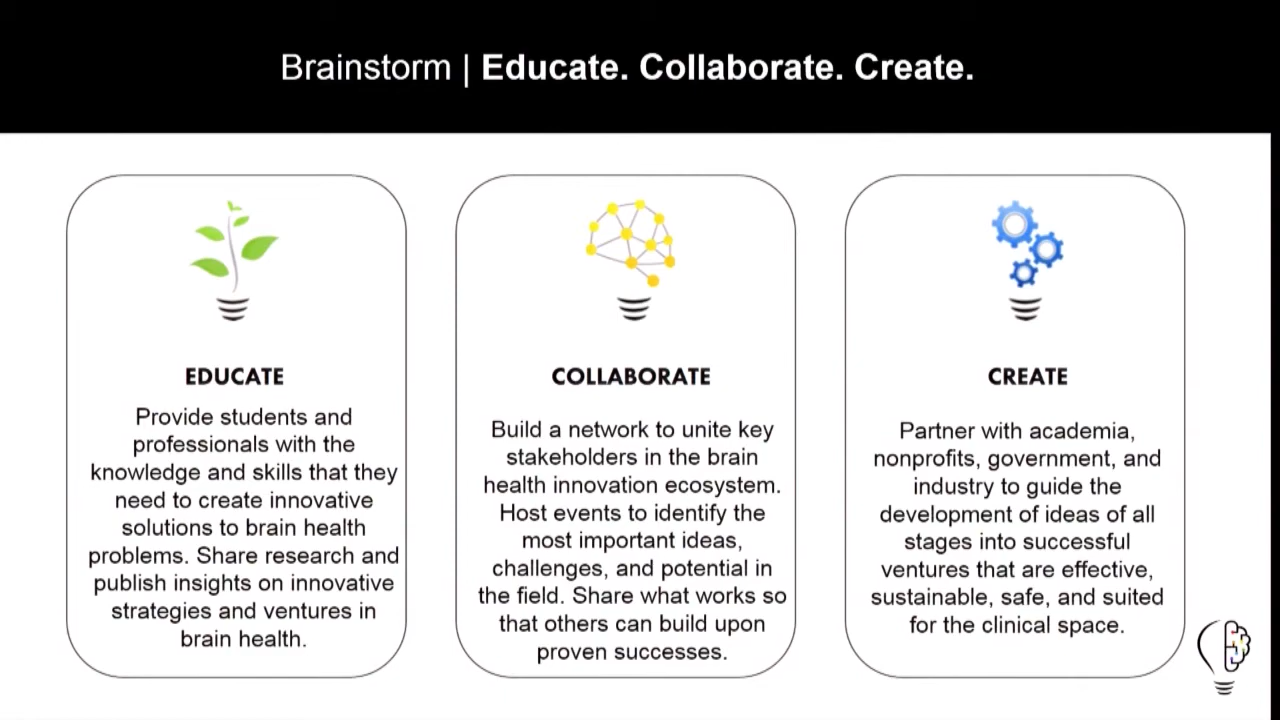 Brainstorm | Educate. Collaborate. Create.
EDUCATE
Provide students and
professionals with the
knowledge and skills that they
need to create innovative
solutions to brain health
problems. Share research and
publish insights on innovative
strategies and ventures in
brain health.
COLLABORATE
Build a network to unite key
stakeholders in the brain
health innovation ecosystem.
Host events to identify the
most important ideas,
challenges, and potential in
the field. Share what works so
that others can build upon
proven successes.
CREATE
Partner with academia,
nonprofits, government, and
industry to guide the
development of ideas of all
stages into successful
ventures that are effective,
sustainable, safe, and suited
for the clinical space.